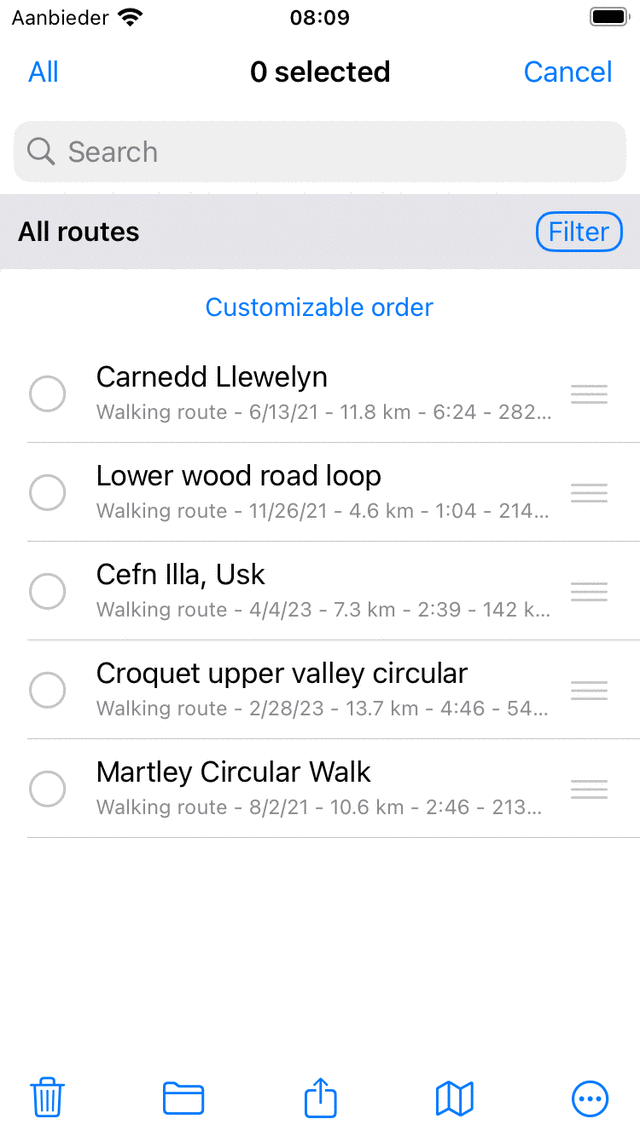 Aanbieder 08:09
All 0 selected Cancel
Search
All routes Filter
Customizable order
Carnedd Llewelyn
Walking route - 6/13/21 - 11.8 km - 6:24 - 282...
Lower wood road loop
Walking route - 11/26/21 - 4.6 km - 1:04 - 214...
Cefn Illa, Usk
Walking route - 4/4/23 - 7.3 km - 2:39 - 142 k...
Croquet upper valley circular
Walking route - 2/28/23 - 13.7 km - 4:46 - 54...
Martley Circular Walk
Walking route - 8/2/21 - 10.6 km - 2:46 - 213...